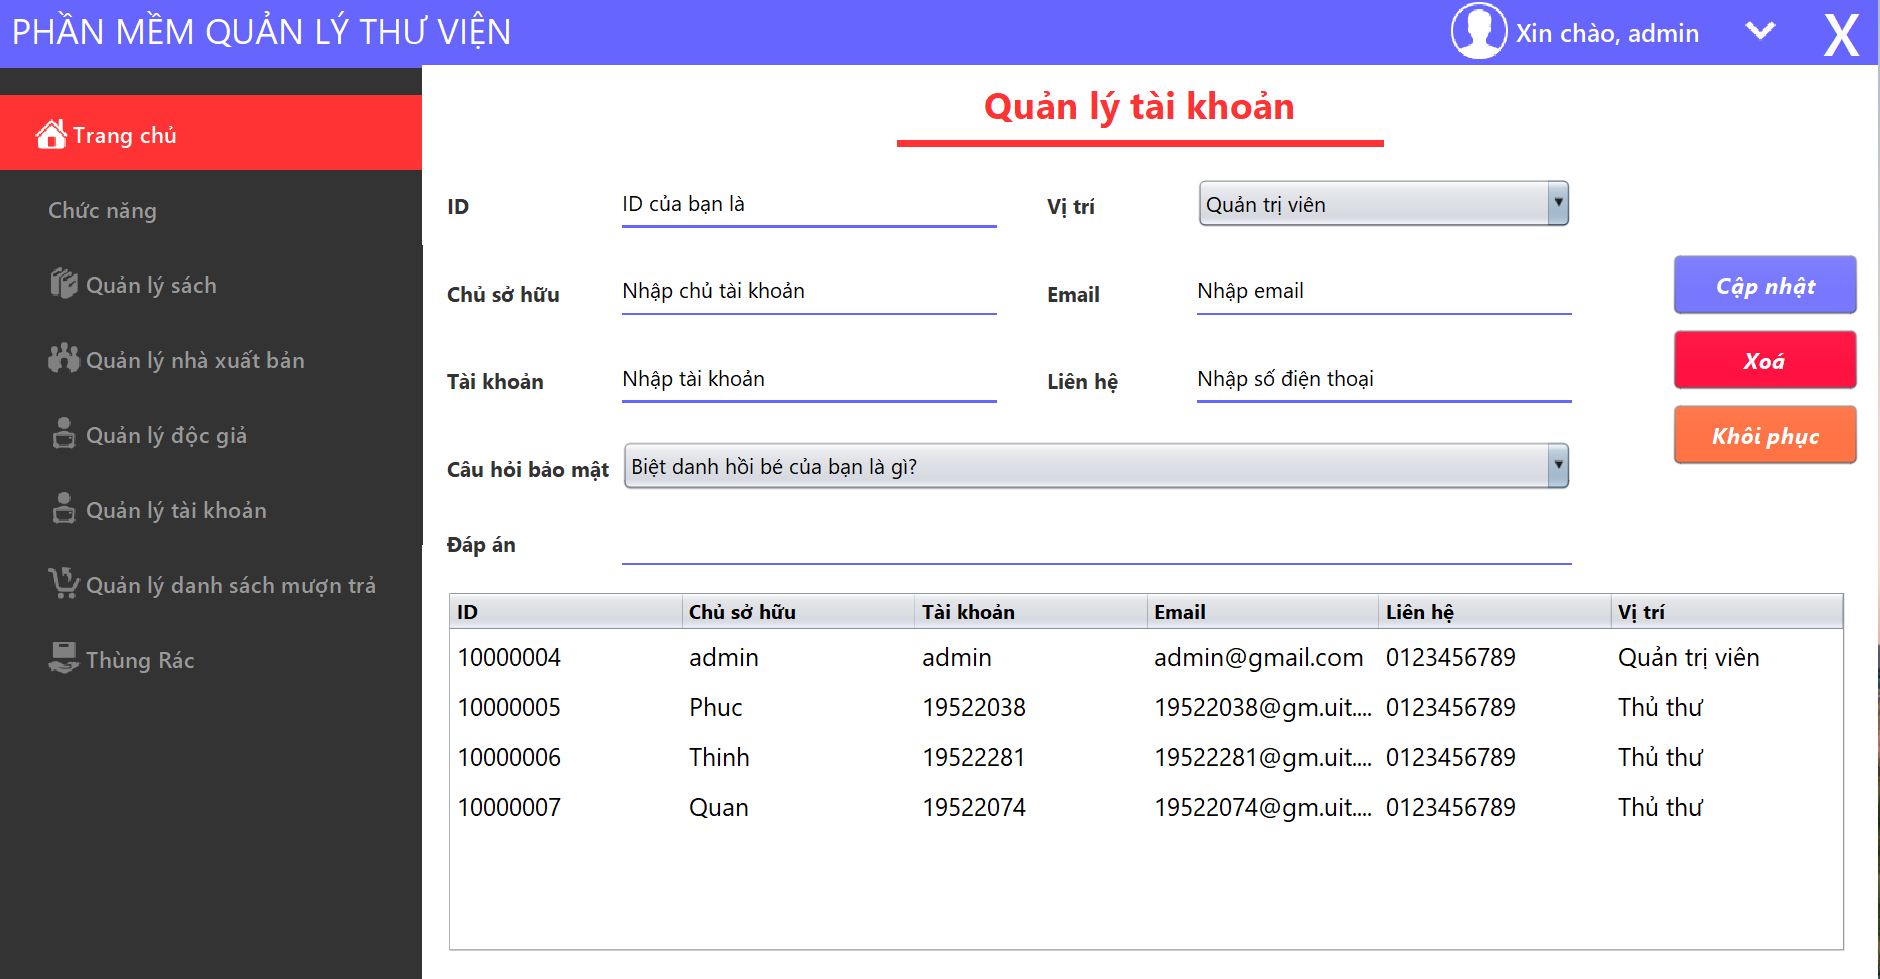 PHẦN MỀM QUẢN LÝ THƯ VIỆN
Xin chào, admin
X
Trang chủ
Chức năng
Quản lý sách
Quản lý nhà xuất bản
Quản lý độc giả
Quản lý tài khoản
Quản lý danh sách mượn trả
Thùng Rác
Quản lý tài khoản
ID ID của bạn là Vị trí Quản trị viên
Chủ sở hữu Nhập chủ tài khoản Email Nhập email
Tài khoản Nhập tài khoản Liên hệ Nhập số điện thoại
Câu hỏi bảo mật Biệt danh hồi bé của bạn là gì?
Đáp án
Cập nhật
Xoá
Khôi phục
ID Chủ sở hữu Tài khoản Email Liên hệ Vị trí
10000004 admin admin admin@gmail.com 0123456789 Quản trị viên
10000005 Phuc 19522038 19522038@gm.uit.... 0123456789 Thủ thư
10000006 Thinh 19522281 19522281@gm.uit.... 0123456789 Thủ thư
10000007 Quan 19522074 19522074@gm.uit.... 0123456789 Thủ thư